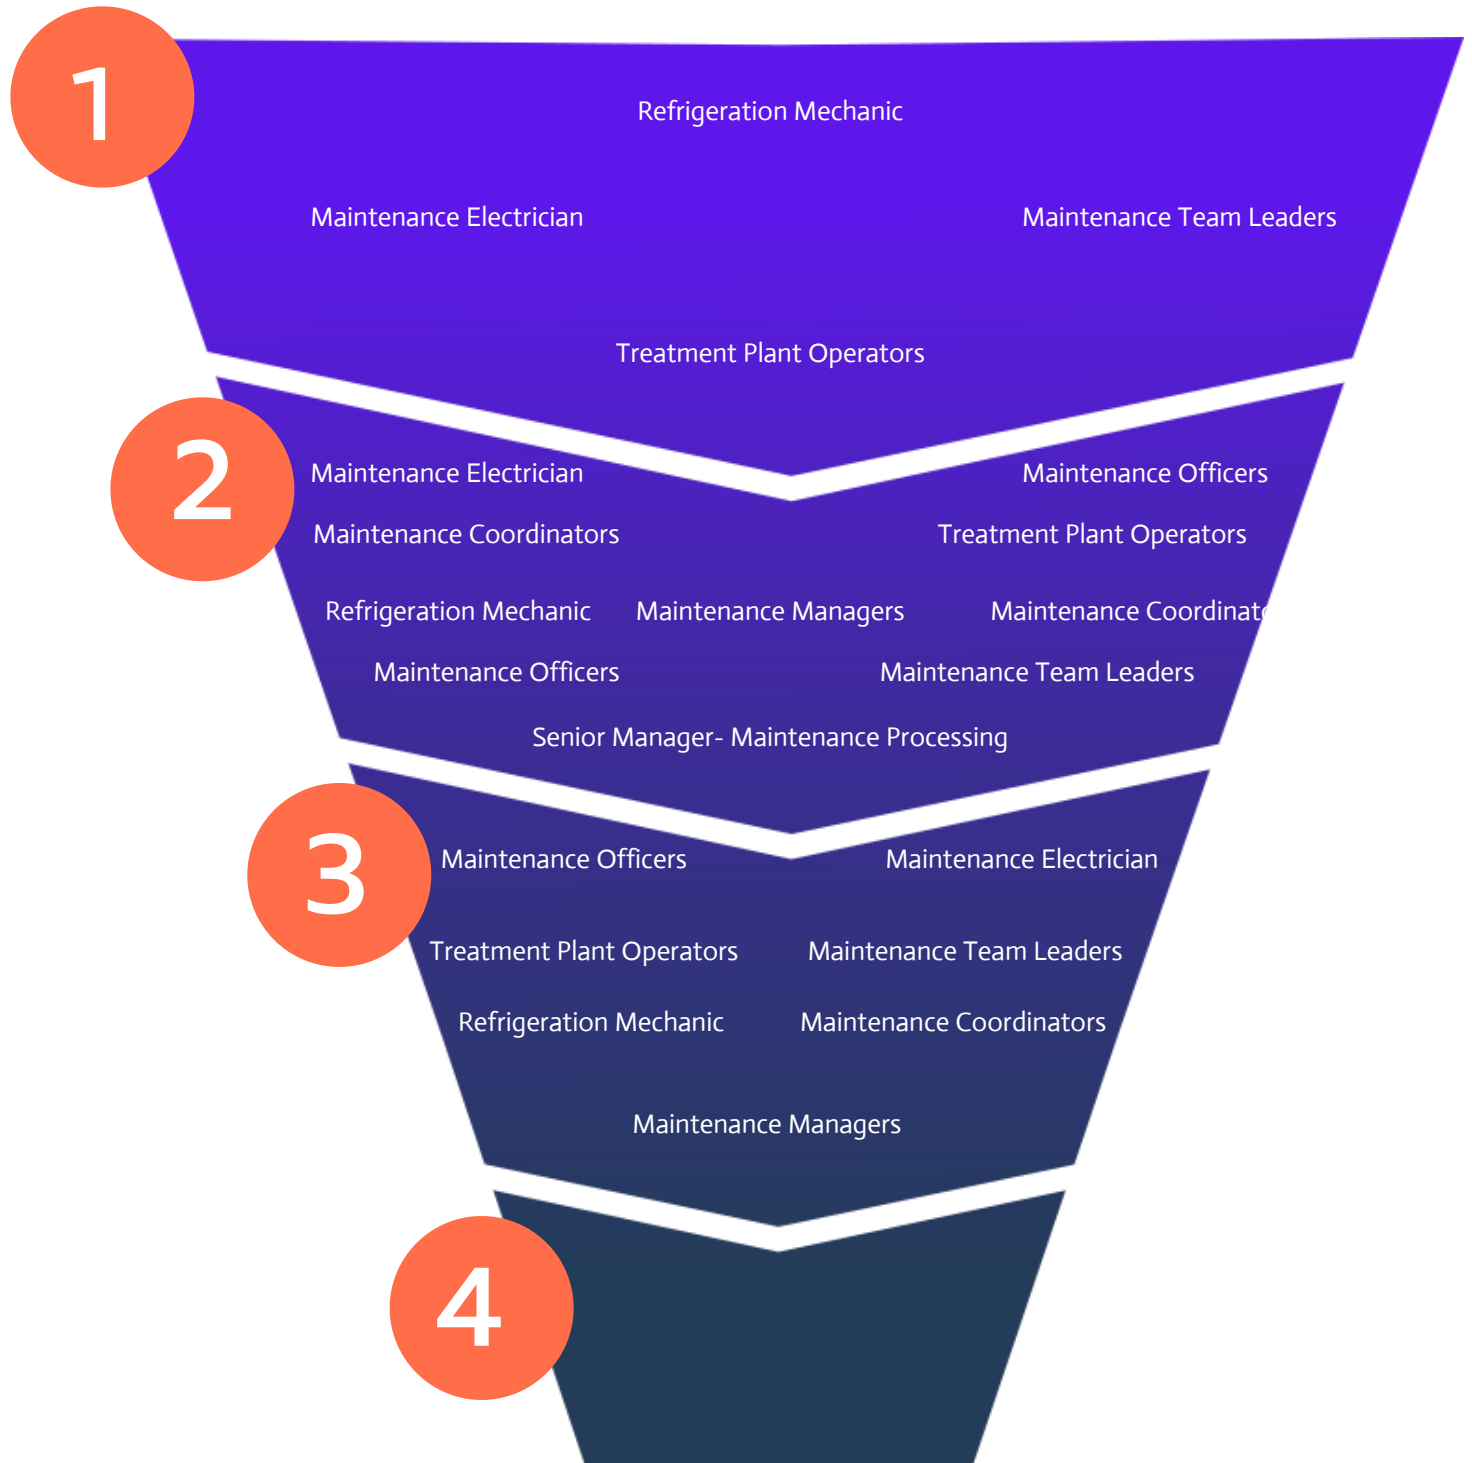 1
Refrigeration Mechanic
Maintenance Electrician
Maintenance Team Leaders
Treatment Plant Operators
2
Maintenance Electrician
Maintenance Officers
Maintenance Coordinators
Treatment Plant Operators
Refrigeration Mechanic
Maintenance Managers
Maintenance Coordinato
Maintenance Officers
Maintenance Team Leaders
Senior Manager- Maintenance Processing
3
Maintenance Officers
Maintenance Electrician
Treatment Plant Operators
Maintenance Team Leaders
Refrigeration Mechanic
Maintenance Coordinators
Maintenance Managers
4